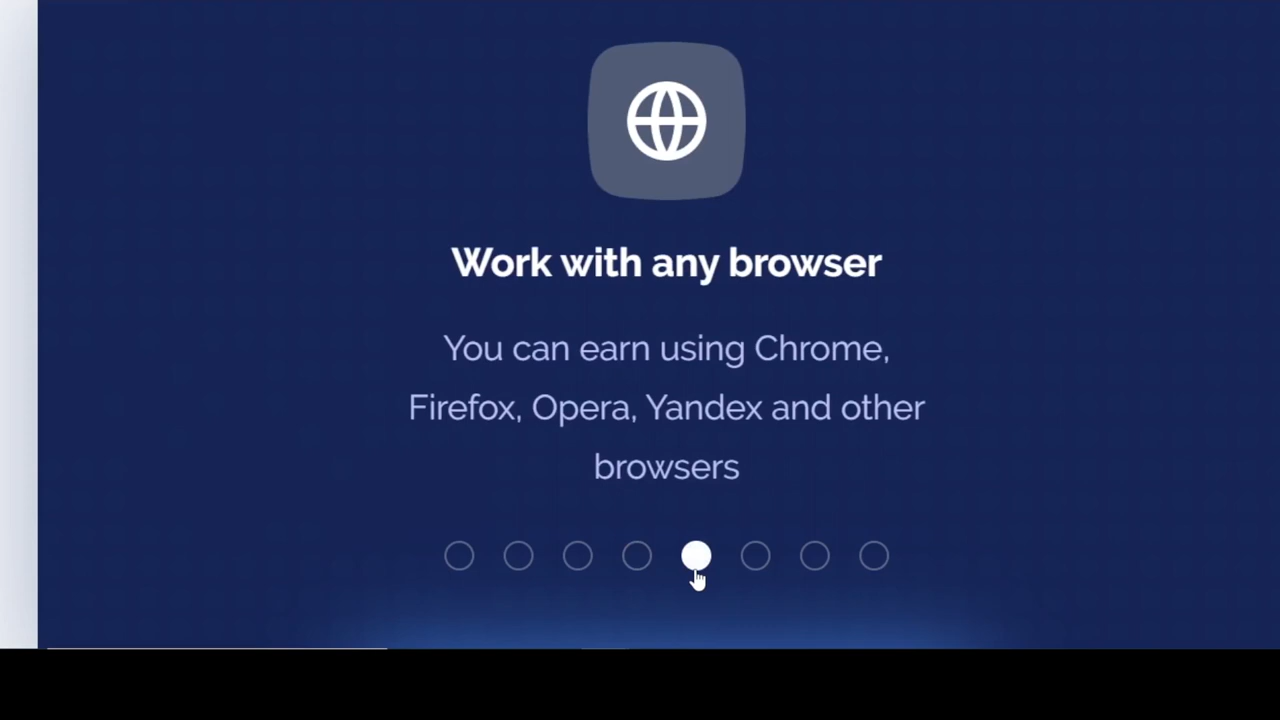 Work with any browser
You can earn using Chrome,
Firefox, Opera, Yandex and other
browsers